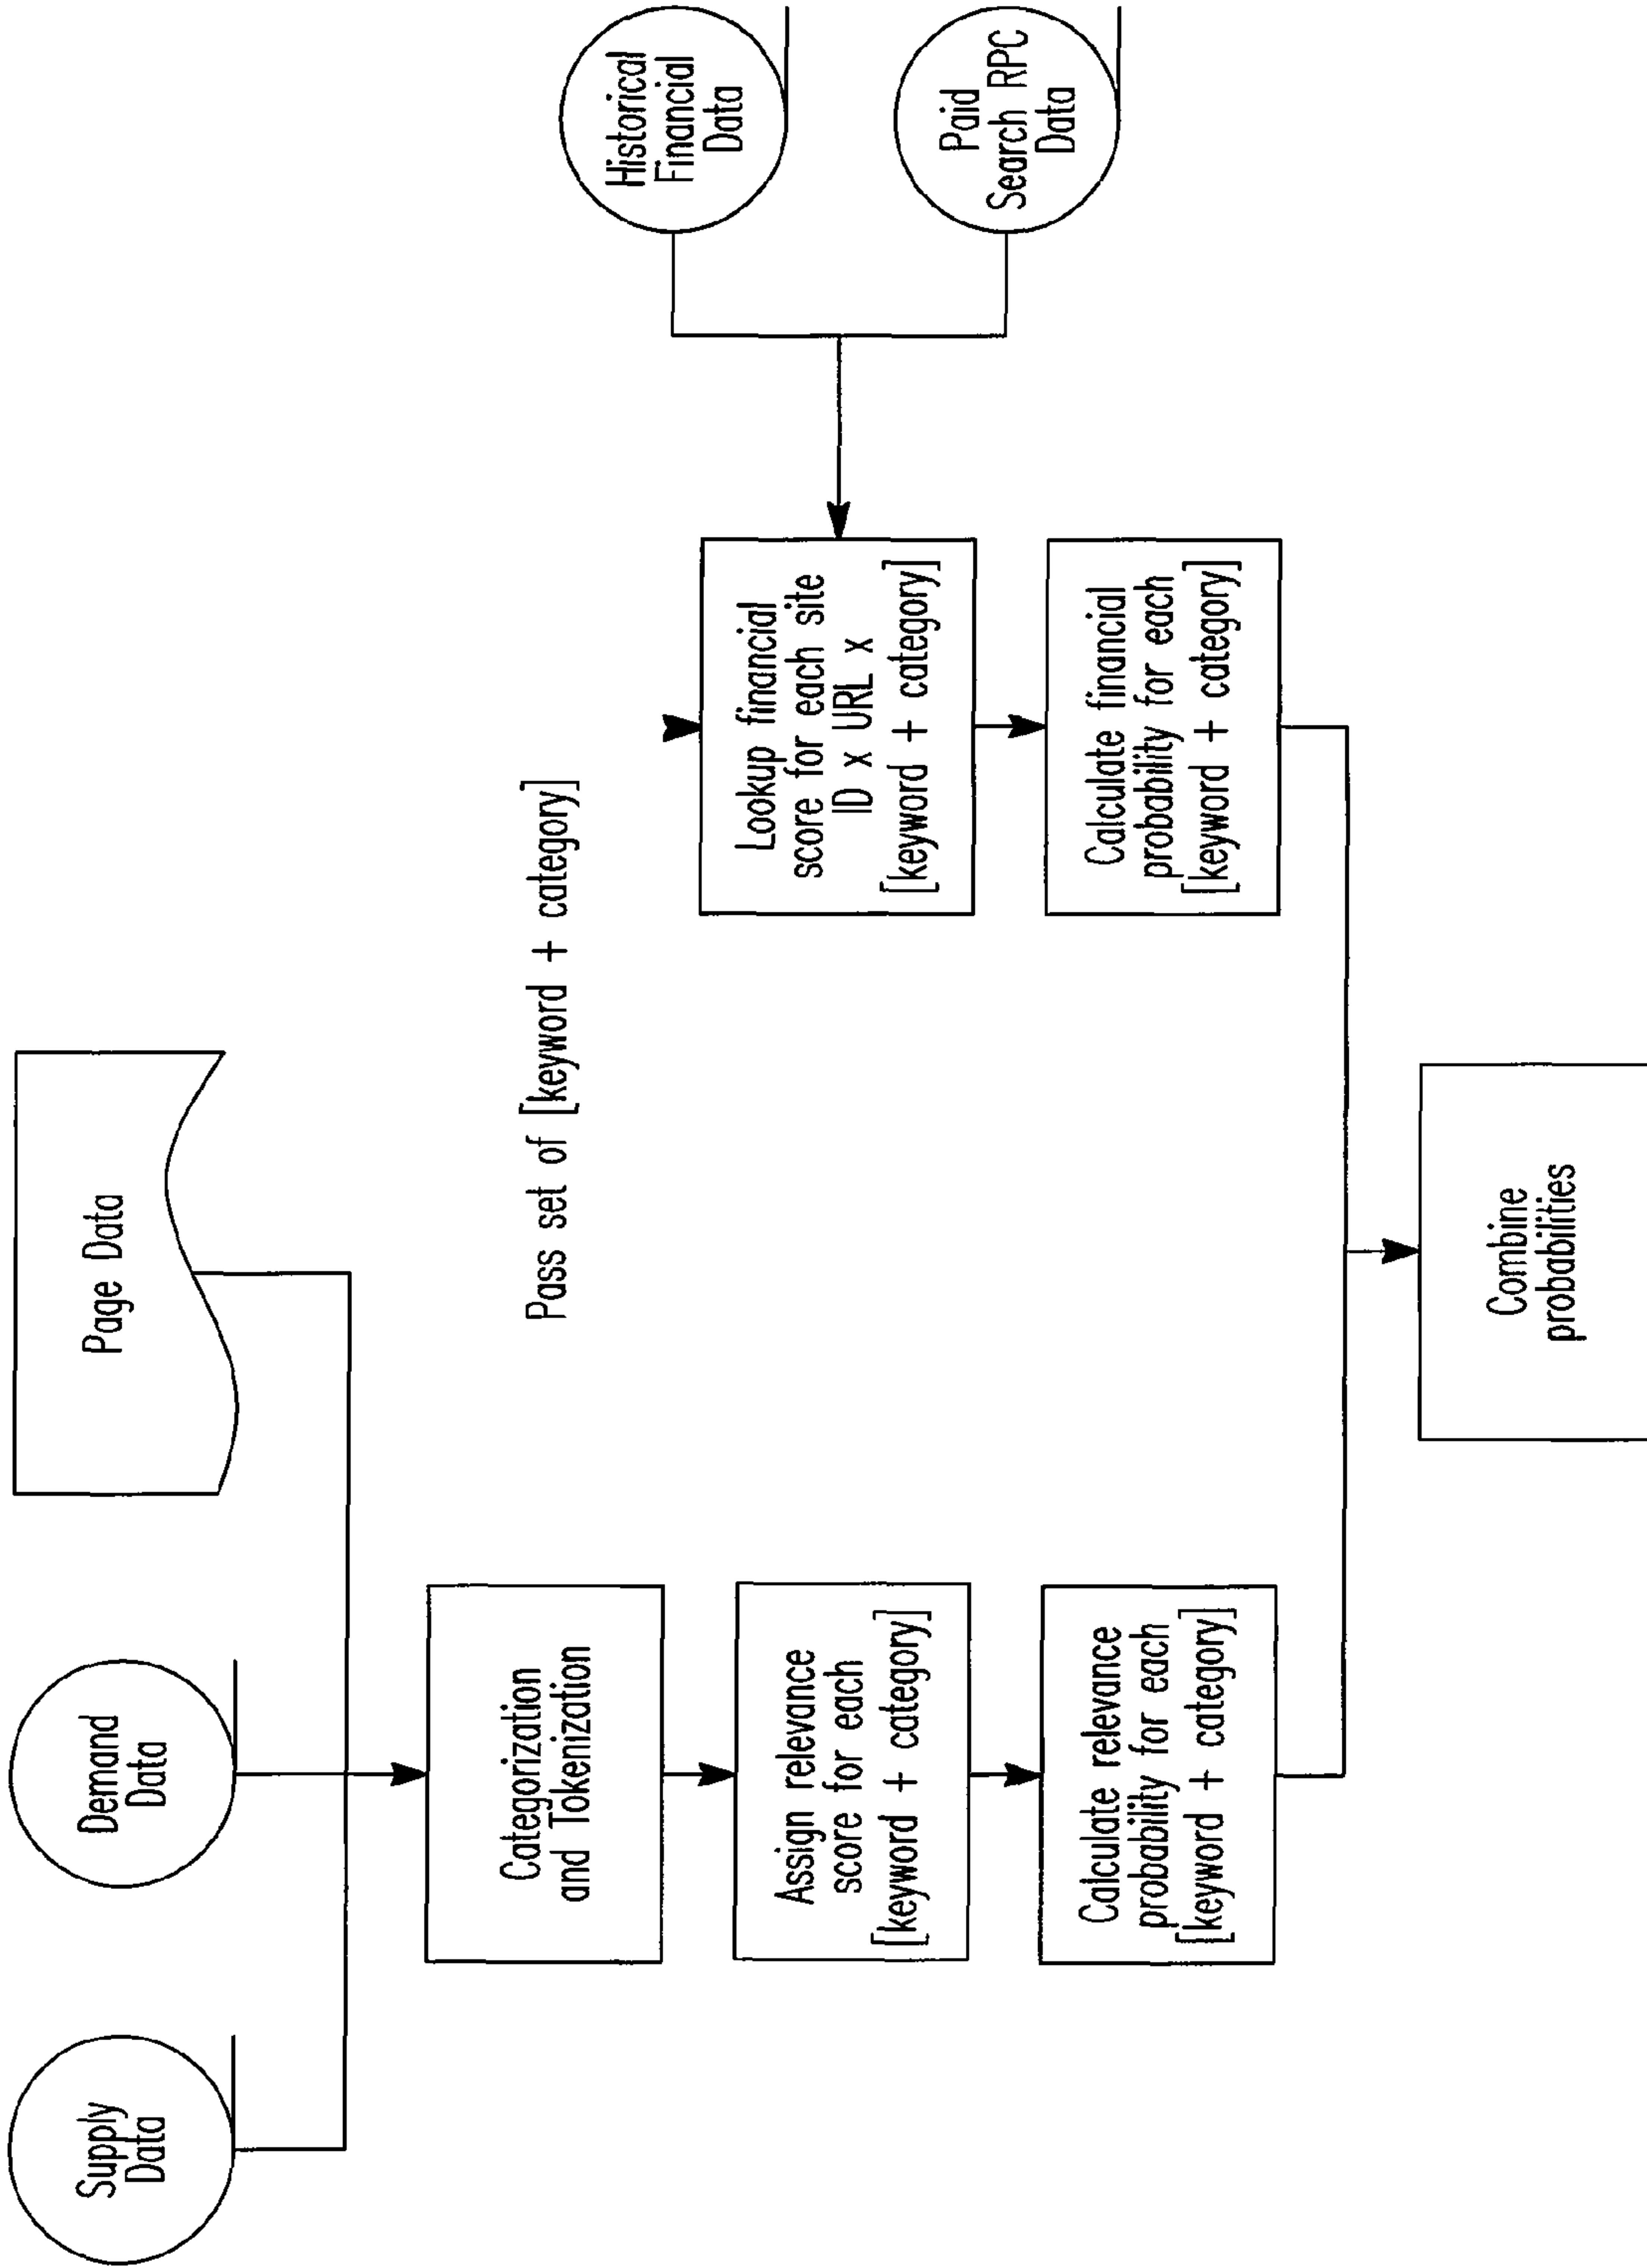 Supply
Data
Demand
Data
Page Data
Categorization
and Tokenization
Pass set of [keyword + category]
Assign relevance
score for each
[keyword + category]
Calculate relevance
probability for each
[keyword + category]
Historical
Financial
Data
Paid
Search RPC
Data
Lookup financial
score for each site
ID x URL x
[keyword + category]
Calculate financial
probability for each
[keyword + category]
Combine
probabilities